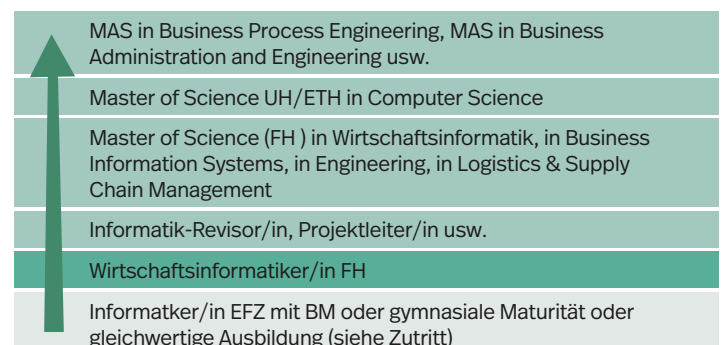 MAS in Business Process Engineering, MAS in Business
Administration and Engineering usw.
Master of Science UH/ETH in Computer Science
Master of Science (FH ) in Wirtschaftsinformatik, in Business
Information Systems, in Engineering, in Logistics & Supply
Chain Management
Informatik-Revisor/in, Projektleiter/in usw.
Wirtschaftsinformatiker/in FH
Informatker/in EFZ mit BM oder gymnasiale Maturität oder
gleichwertige Ausbildung (siehe Zutritt)